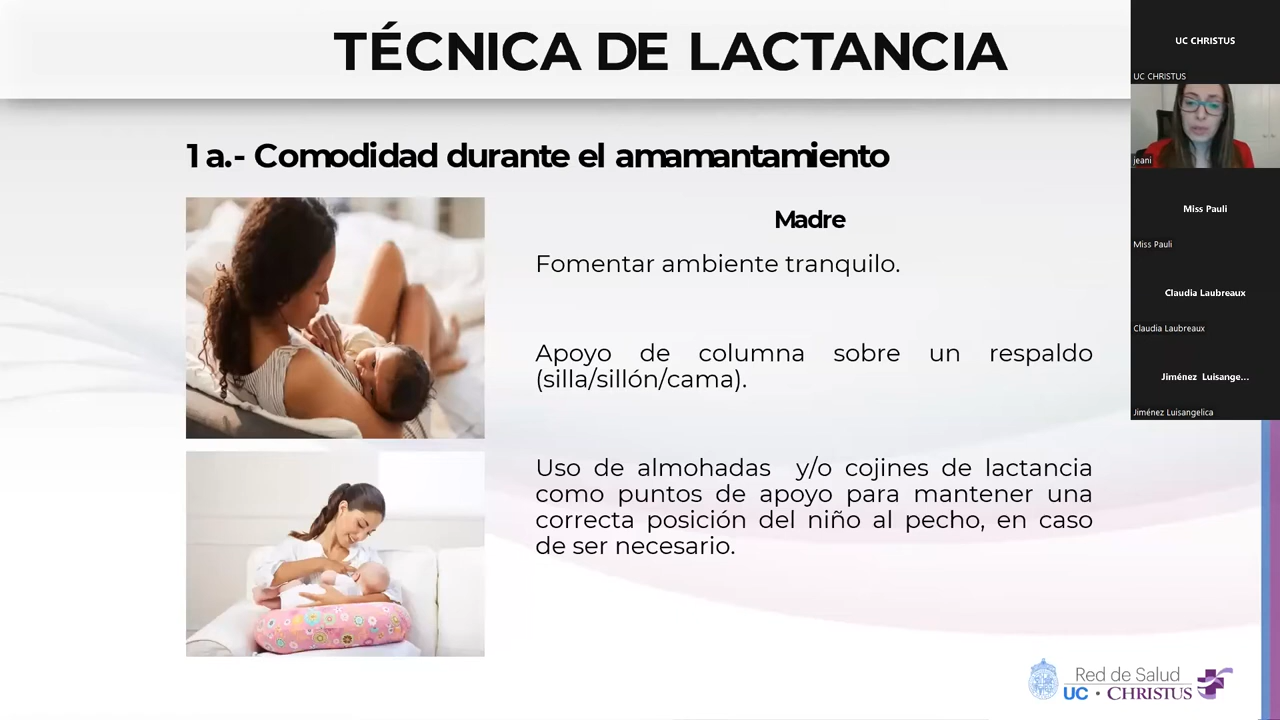 TÉCNICA DE LACTANCIA
1 a.- Comodidad durante el amamantamiento
Madre
Fomentar ambiente tranquilo.
Apoyo de columna sobre un respaldo
(silla/sillón/cama).
Uso de almohadas y/o cojines de lactancia
como puntos de apoyo para mantener una
correcta posición del niño al pecho, en caso
de ser necesario.
UC CHRISTUS
UC CHRISTUS
jeani
Miss Pauli
Miss Pauli
Claudia Laubreaux
Claudia Laubreaux
Jiménez Luisange...
Jiménez Luisangelica
Red de Salud
UC · CHRISTUS